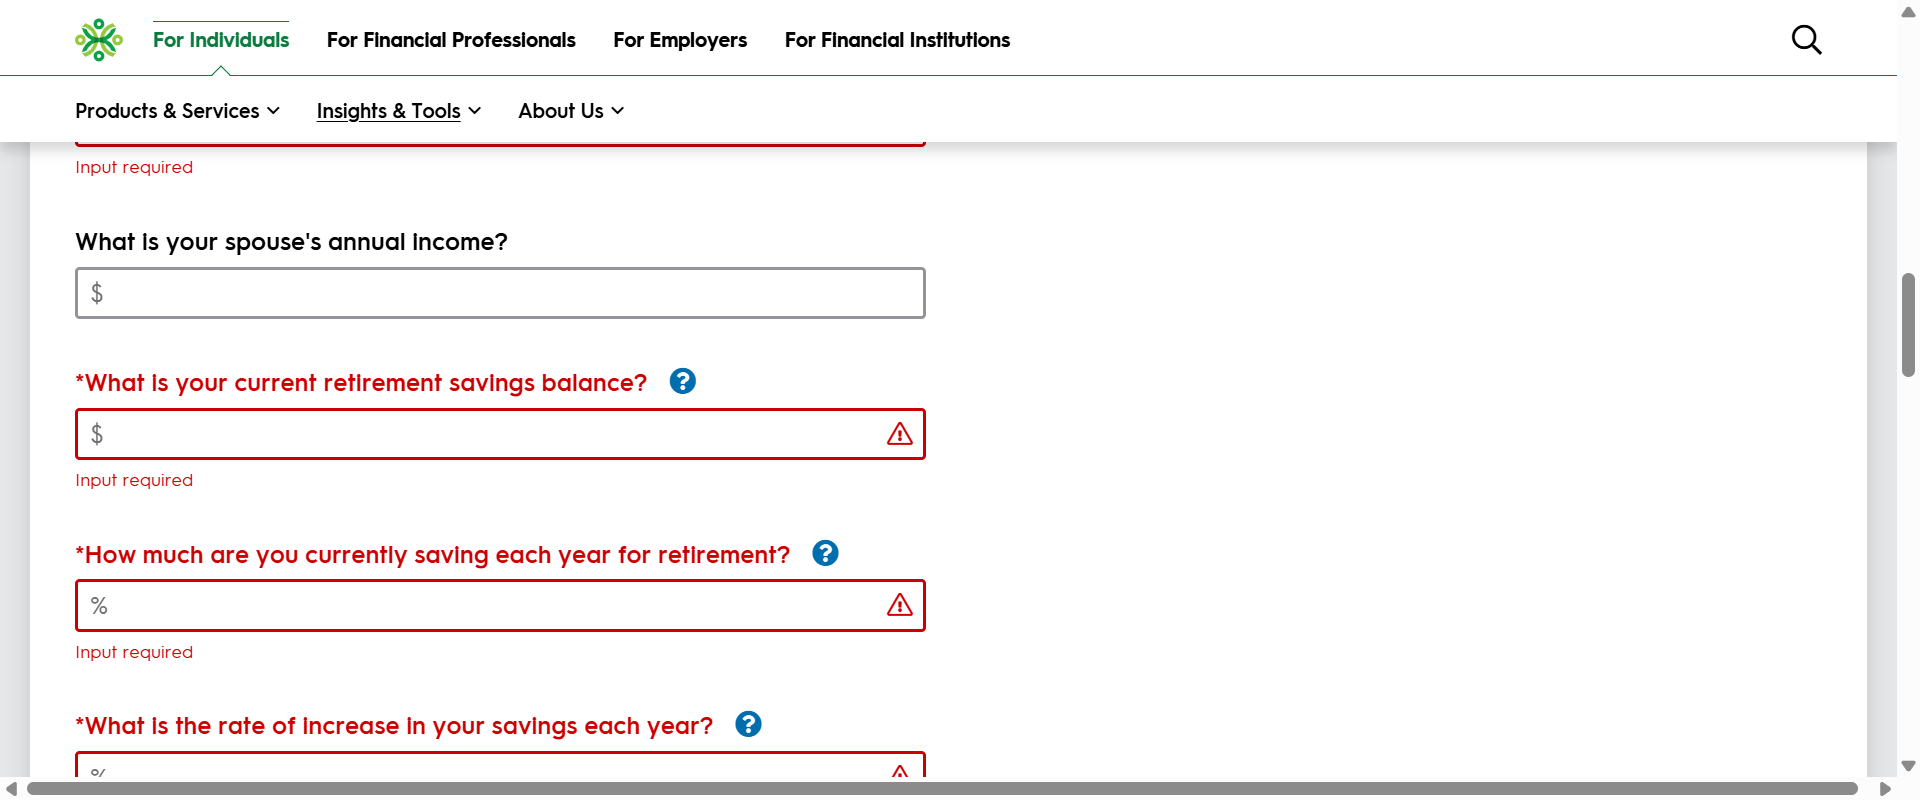 For Individuals For Financial Professionals For Employers For Financial Institutions
Products & Services Insights & Tools About Us
Input required
What is your spouse's annual income?
$
*What is your current retirement savings balance? ?
$
Input required
*How much are you currently saving each year for retirement? ?
%
Input required
*What is the rate of increase in your savings each year? ?
%